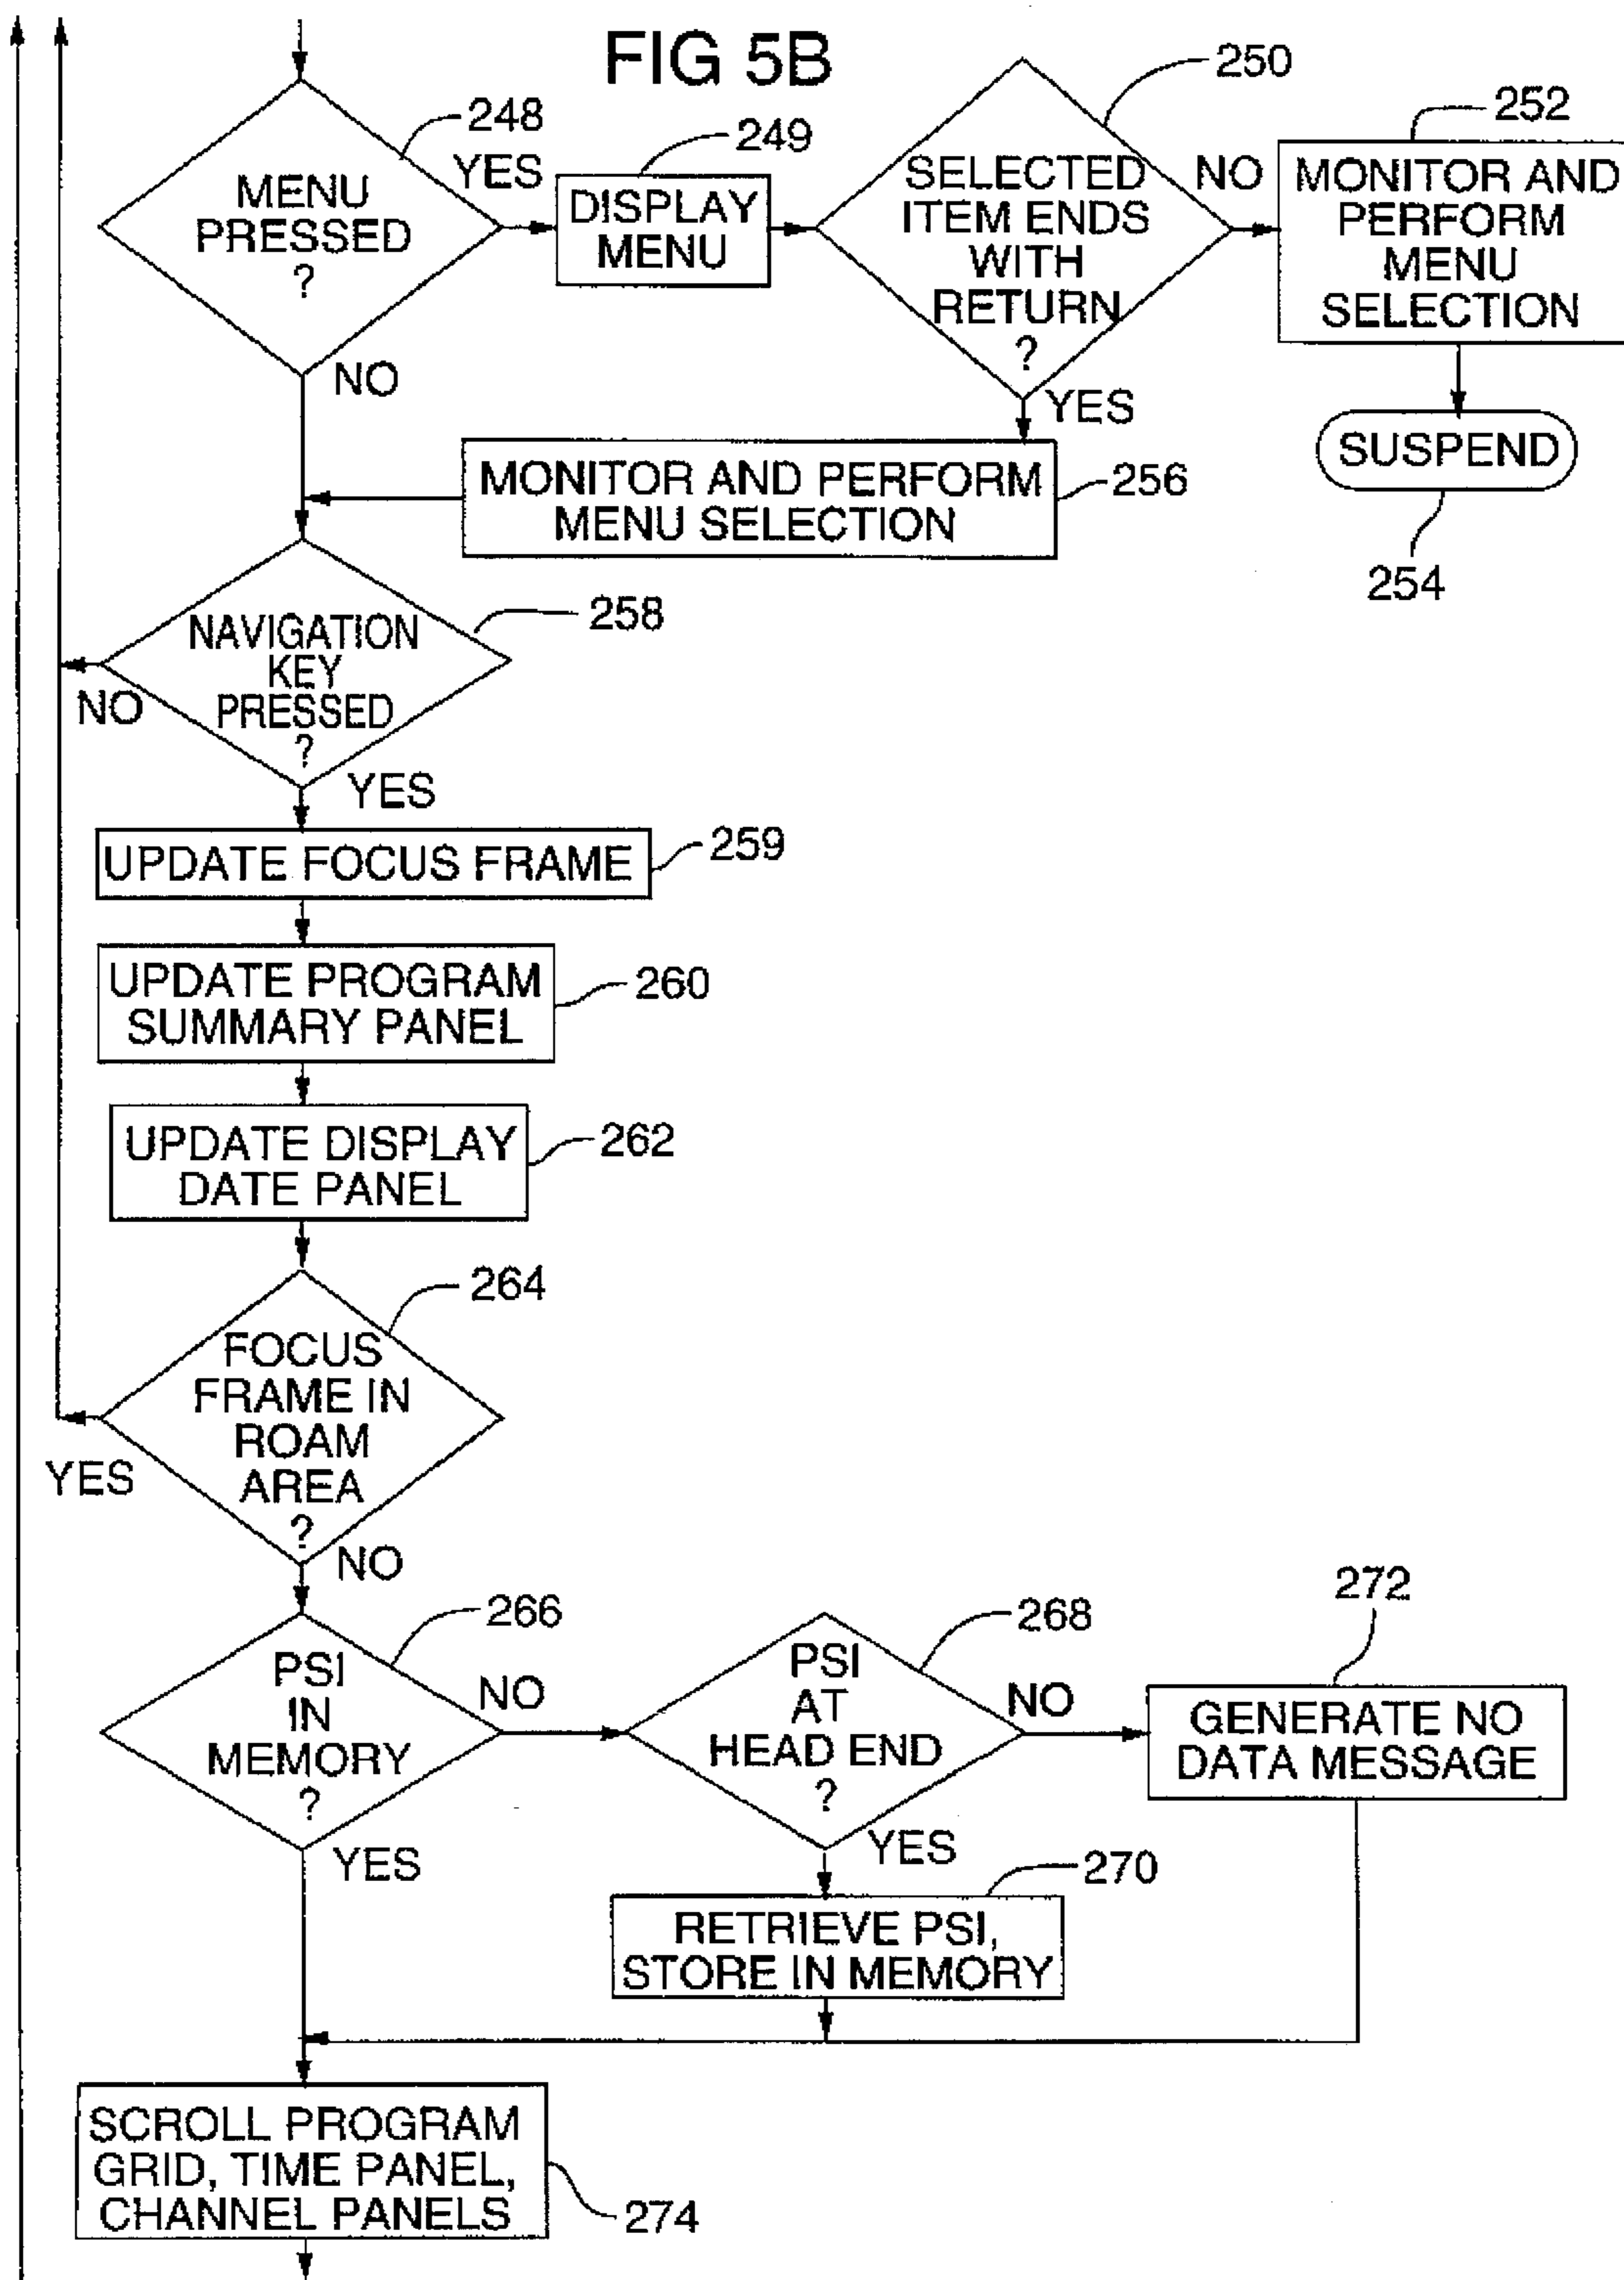 FIG 5B
248
MENU
PRESSED
?
YES
NO
249
DISPLAY
MENU
250
SELECTED
ITEM ENDS
WITH
RETURN
?
NO
YES
252
MONITOR AND
PERFORM
MENU
SELECTION
SUSPEND
254
MONITOR AND PERFORM
MENU SELECTION
256
258
NAVIGATION
KEY
PRESSED
?
NO
YES
UPDATE FOCUS FRAME
259
UPDATE PROGRAM
SUMMARY PANEL
260
UPDATE DISPLAY
DATE PANEL
262
264
FOCUS
FRAME IN
ROAM
AREA
?
YES
NO
266
PSI
IN
MEMORY
?
NO
YES
268
PSI
AT
HEAD END
?
NO
YES
272
GENERATE NO
DATA MESSAGE
270
RETRIEVE PSI,
STORE IN MEMORY
SCROLL PROGRAM
GRID, TIME PANEL,
CHANNEL PANELS
274